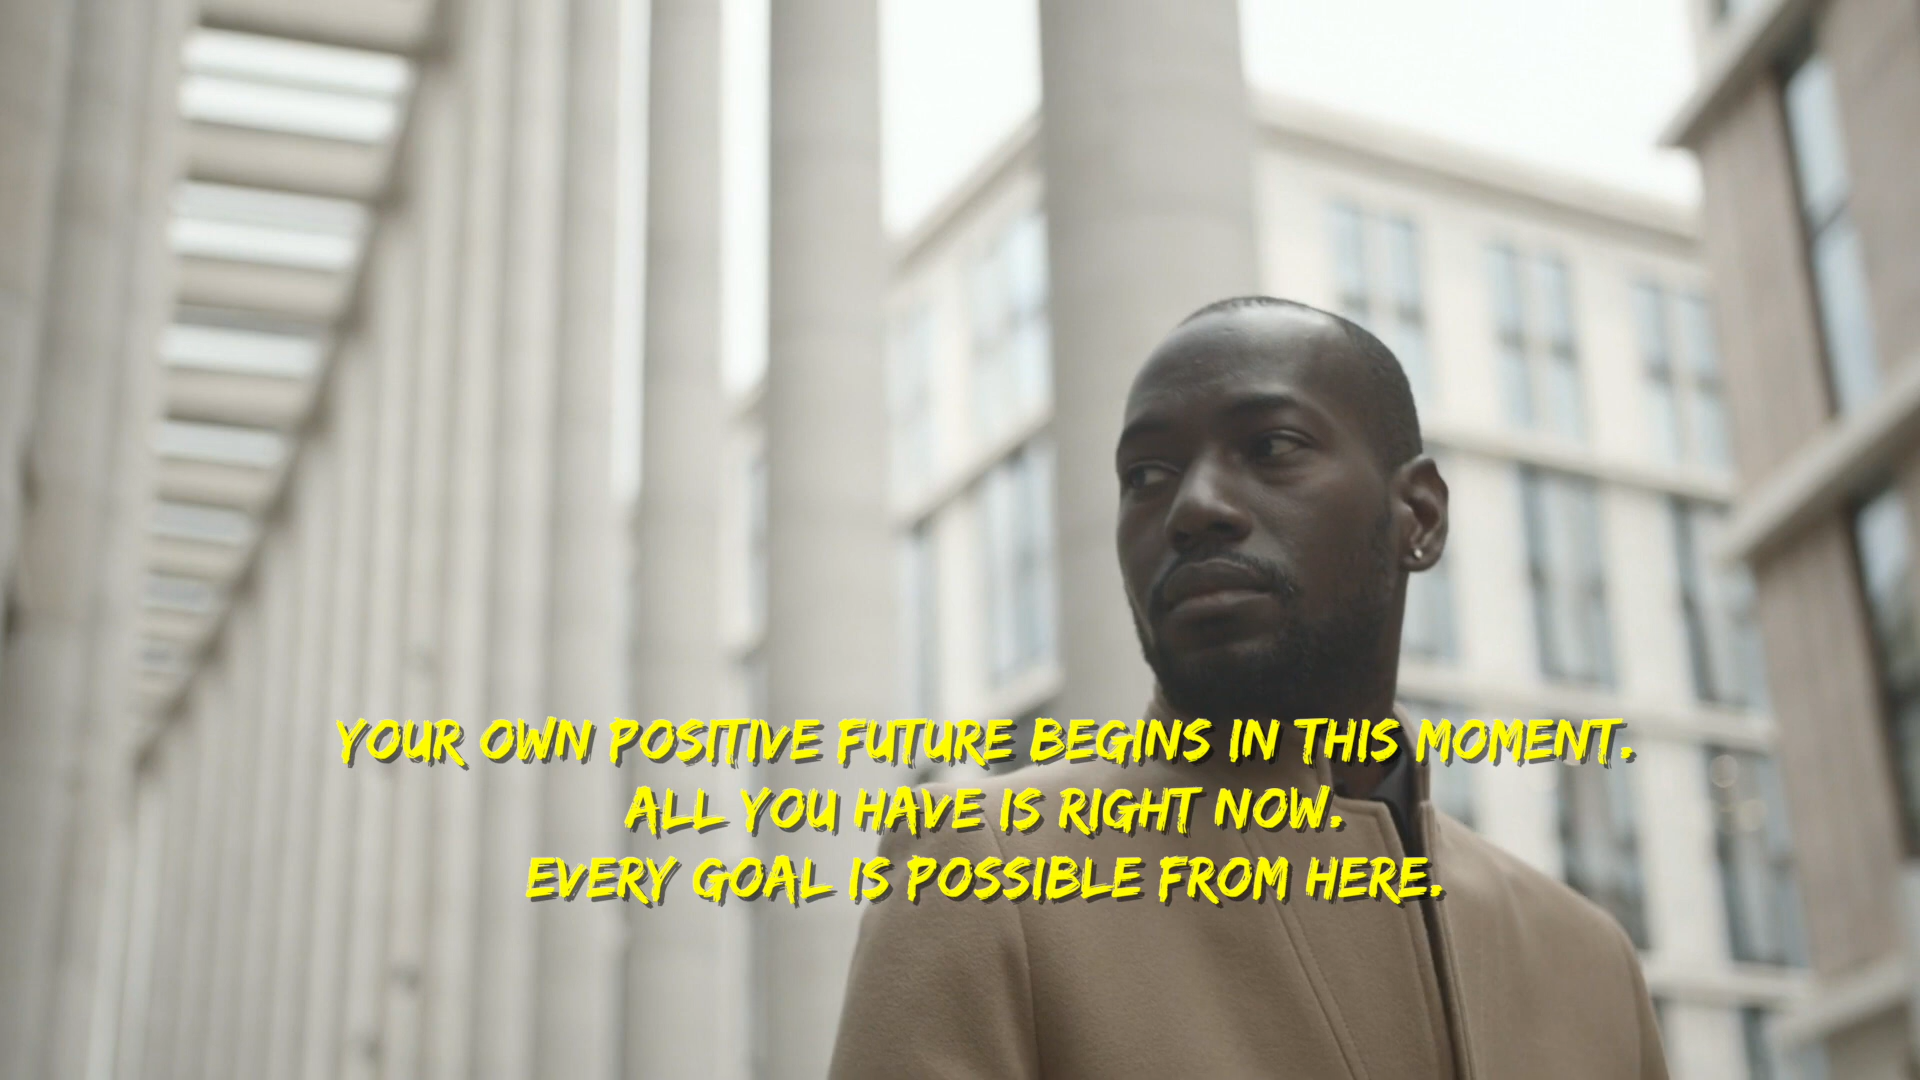 YOUR OWN POSITIVE FUTURE BEGINS IN THIS MOMENT.
ALL YOU HAVE IS RIGHT NOW.
EVERY GOAL IS POSSIBLE FROM HERE.